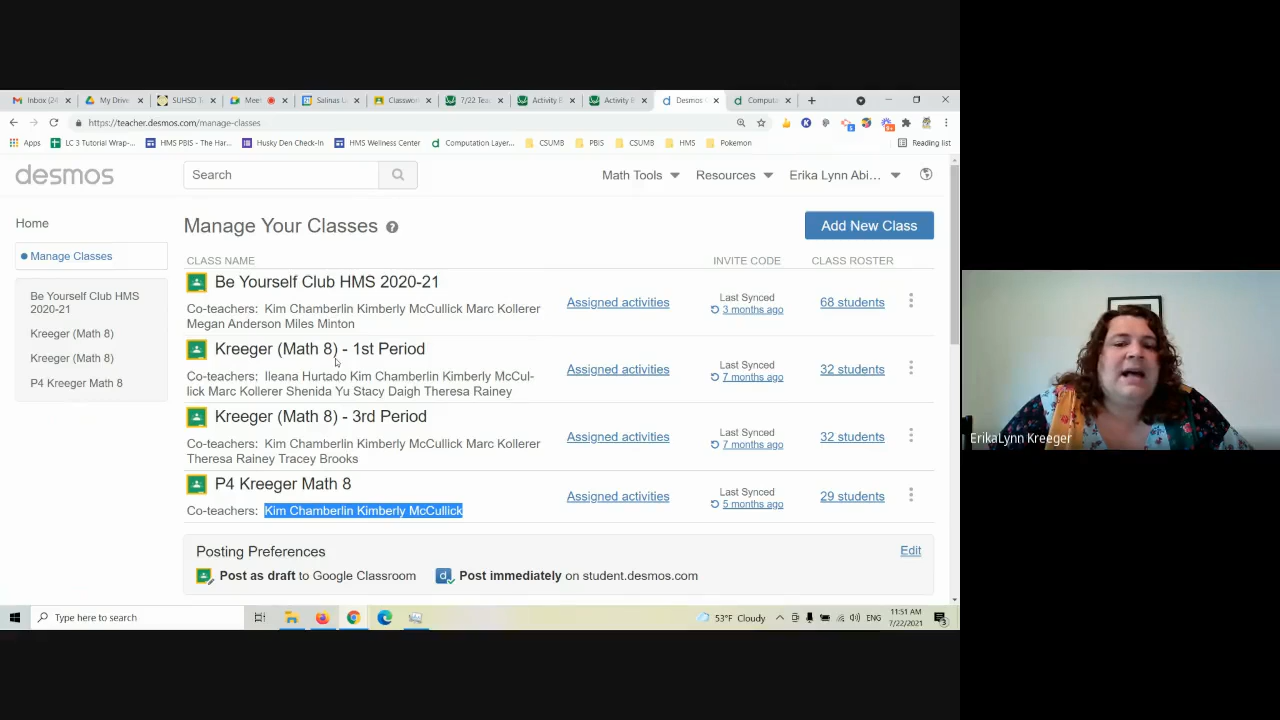 Inbox (24
My Drive
SUHSD 1-
Meet
Salinas U
Classwor
7/22 Tea
Activity B
Activity B
Desmos C
Computa
https://teacher.desmos.com/manage-classes
Apps
LC 3 Tutorial Wrap-...
HMS PBIS - The Har...
Husky Den Check-In
HMS Wellness Center
Computation Layer...
CSUMB
PBIS
CSUMB
HMS
Pokemon
Reading list
desmos
Search
Math Tools
Resources
Erika Lynn Abi...
Home
Manage Classes
Be Yourself Club HMS
2020-21
Kreeger (Math 8)
Kreeger (Math 8)
P4 Kreeger Math 8
Manage Your Classes
Add New Class
CLASS NAME
INVITE CODE
CLASS ROSTER
Be Yourself Club HMS 2020-21
Co-teachers: Kim Chamberlin Kimberly McCullick Marc Kollerer
Megan Anderson Miles Minton
Assigned activities
Last Synced
3 months ago
68 students
Kreeger (Math 8) - 1st Period
Co-teachers: Ileana Hurtado Kim Chamberlin Kimberly McCul-
lick Marc Kollerer Shenida Yu Stacy Daigh Theresa Rainey
Assigned activities
Last Synced
7 months ago
32 students
Kreeger (Math 8) - 3rd Period
Co-teachers: Kim Chamberlin Kimberly McCullick Marc Kollerer
Theresa Rainey Tracey Brooks
Assigned activities
Last Synced
7 months ago
32 students
P4 Kreeger Math 8
Co-teachers: Kim Chamberlin Kimberly McCullick
Assigned activities
Last Synced
5 months ago
29 students
Posting Preferences
Edit
Post as draft to Google Classroom
Post immediately on student.desmos.com
Type here to search
53°F Cloudy
ENG
11:51 AM
7/22/2021
ErikaLynn Kreeger